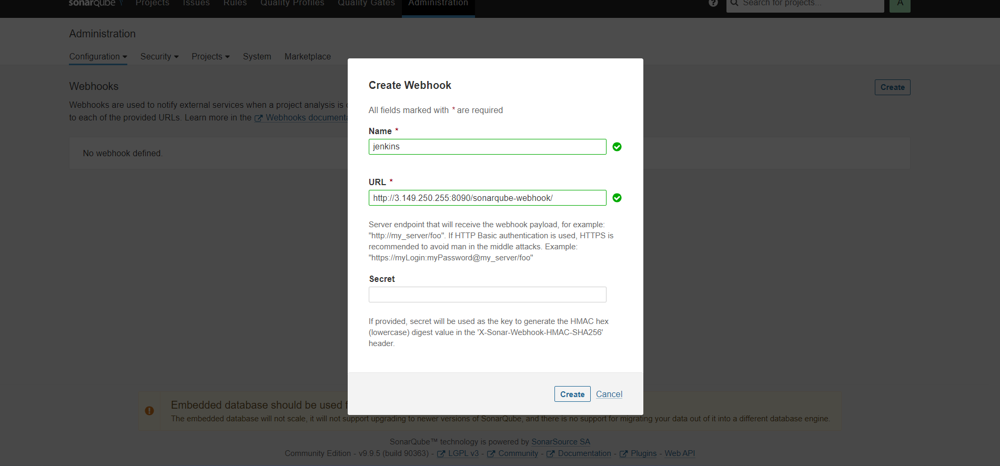 sonarqube Projects Issues Rules Quality Profiles Quality Gates Administration ? Search for projects... A
Administration
Configuration Security Projects System Marketplace
Webhooks
Create
Webhooks are used to notify external services when a project analysis is
to each of the provided URLs. Learn more in the Webhooks documenta
No webhook defined.
Create Webhook
All fields marked with * are required
Name *
jenkins
URL *
http://3.149.250.255:8090/sonarqube-webhook/
Server endpoint that will receive the webhook payload, for example:
"http://my_server/foo". If HTTP Basic authentication is used, HTTPS is
recommended to avoid man in the middle attacks. Example:
"https://myLogin:myPassword@my_server/foo"
Secret
If provided, secret will be used as the key to generate the HMAC hex
(lowercase) digest value in the 'X-Sonar-Webhook-HMAC-SHA256'
header.
Create Cancel
Embedded database should be used f
The embedded database will not scale, it will not support upgrading to newer versions of SonarQube, and there is no support for migrating your data out of it into a different database engine.
SonarQube™ technology is powered by SonarSource SA
Community Edition - v9.9.5 (build 90363) - LGPL v3 - Community - Documentation - Plugins - Web API